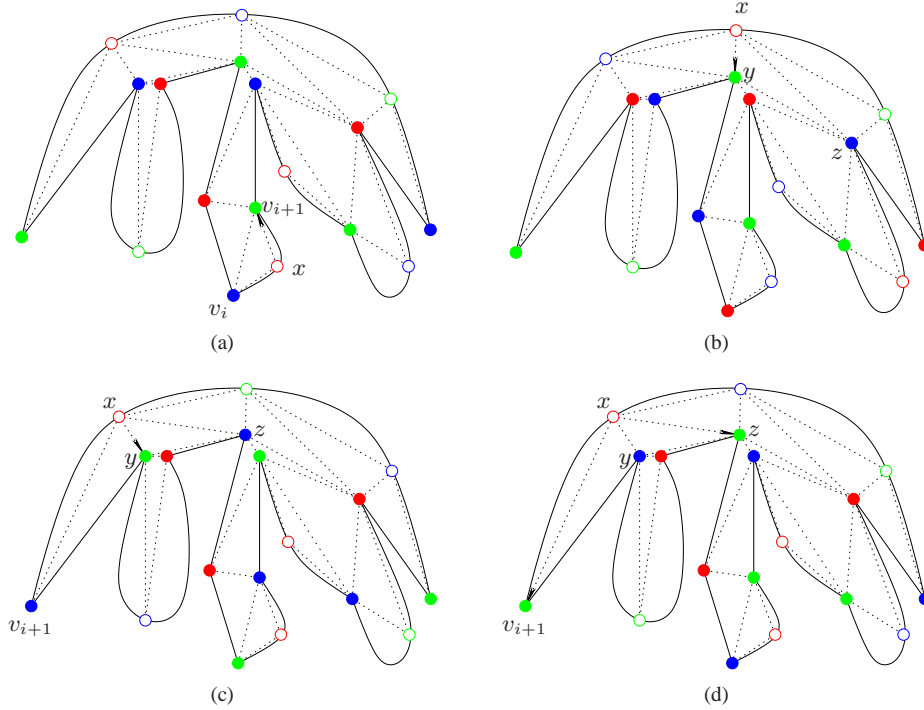 x
y
z
v_{i+1}
x
v_i
(a)
(b)
x
z
y
v_{i+1}
(c)
x
z
y
v_{i+1}
(d)